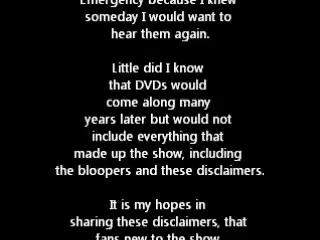 Emergency because I knew
someday I would want to
hear them again.
Little did I know
that DVDs would
come along many
years later but would not
include everything that
made up the show, including
the bloopers and these disclaimers.
It is my hopes in
sharing these disclaimers, that
fans new to the show